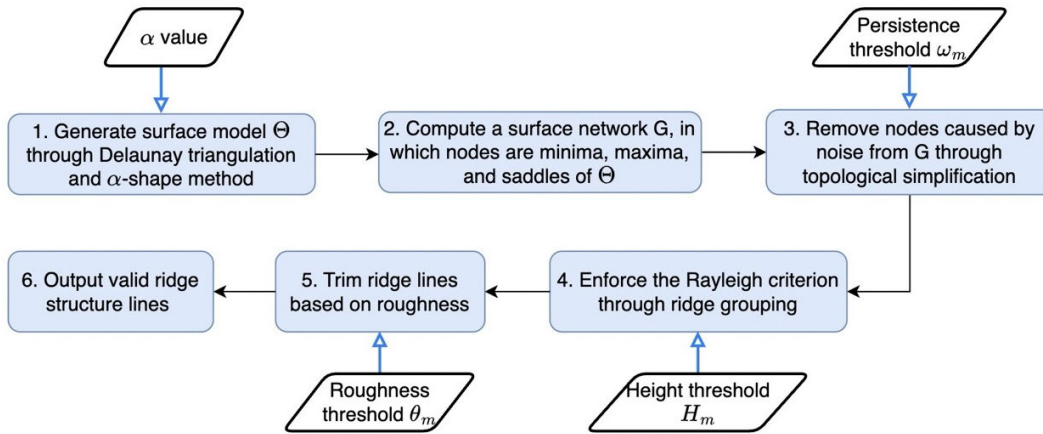 α value
Persistence
threshold ωₘ
1. Generate surface model Θ
through Delaunay triangulation
and α-shape method
2. Compute a surface network G, in
which nodes are minima, maxima,
and saddles of Θ
3. Remove nodes caused by
noise from G through
topological simplification
6. Output valid ridge
structure lines
5. Trim ridge lines
based on roughness
4. Enforce the Rayleigh criterion
through ridge grouping
Roughness
threshold θₘ
Height threshold
Hₘ